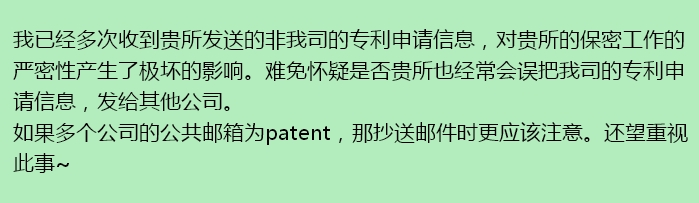 我已经多次收到贵所发送的非我司的专利申请信息，对贵所的保密工作的
严密性产生了极坏的影响。难免怀疑是否贵所也经常会误把我司的专利申
请信息，发给其他公司。
如果多个公司的公共邮箱为patent，那抄送邮件时更应该注意。还望重视
此事~